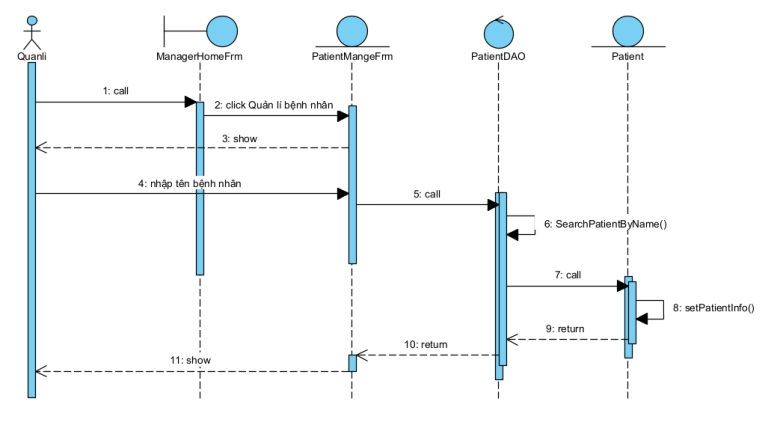 Quanli
ManagerHomeFrm
PatientMangeFrm
PatientDAO
Patient
1: call
2: click Quản lí bệnh nhân
3: show
4: nhập tên bệnh nhân
5: call
6: SearchPatientByName()
7: call
8: setPatientInfo()
9: return
10: return
11: show